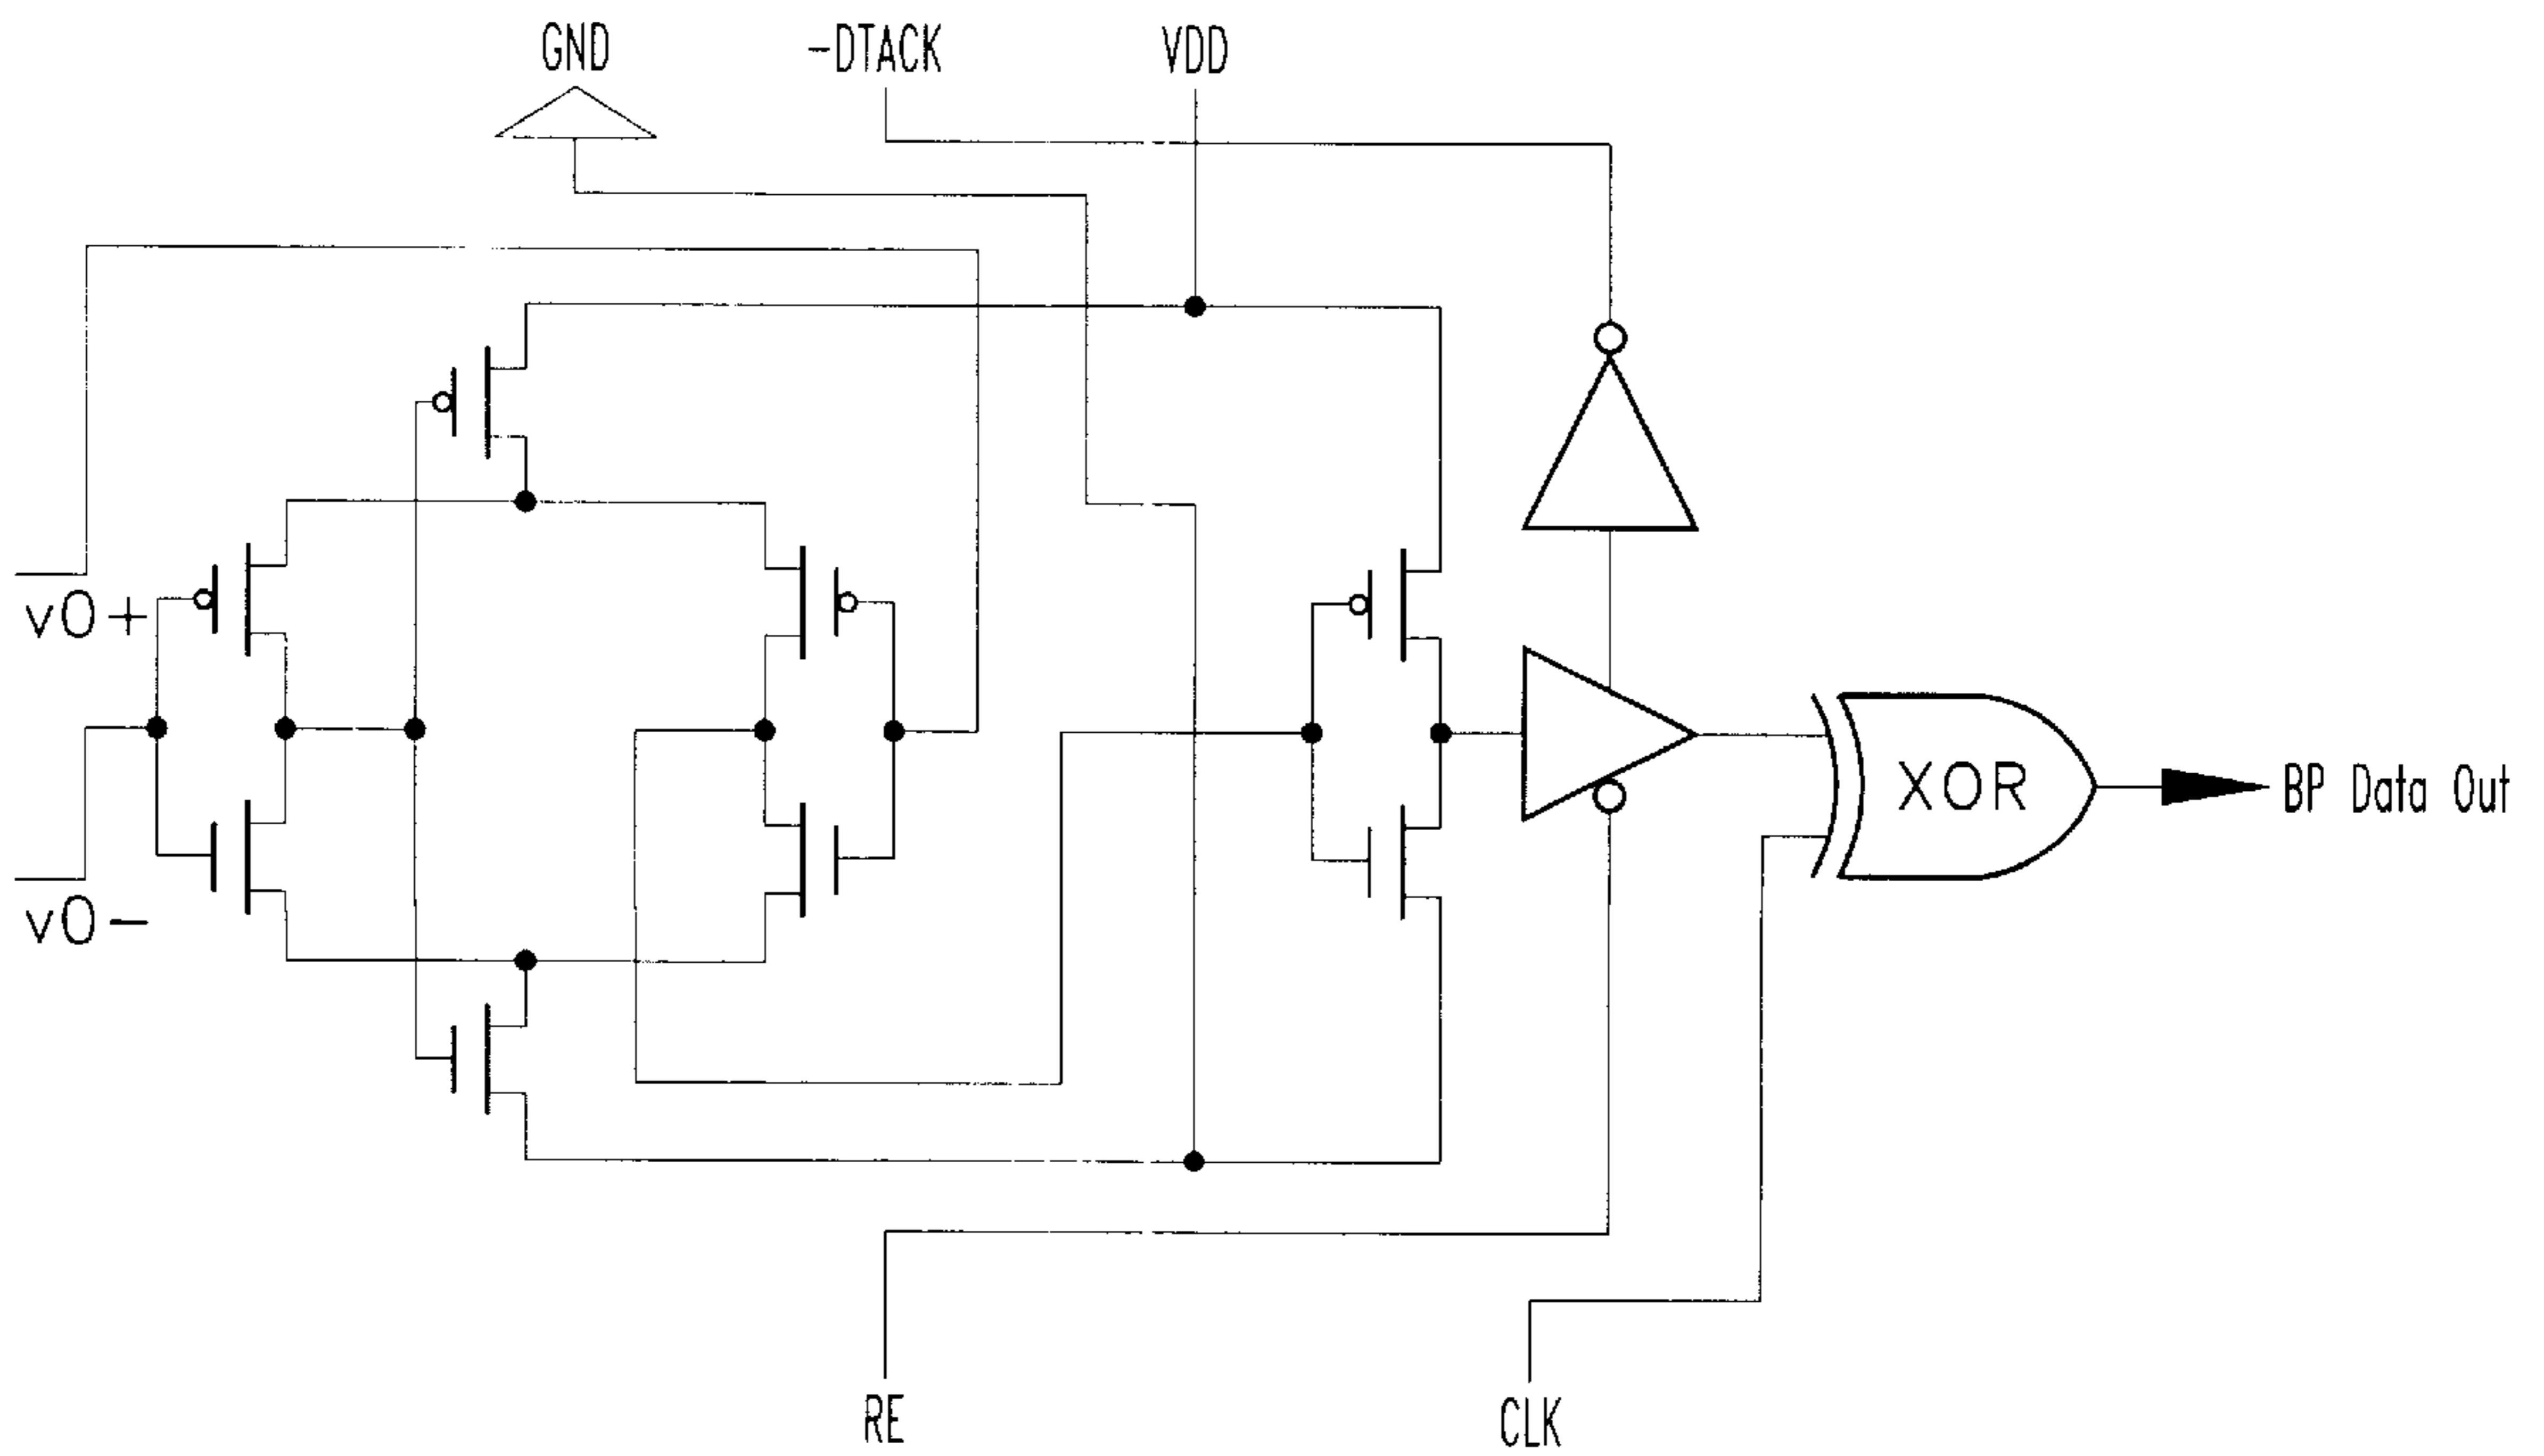 GND
-DTACK
VDD
vO+
XOR
BP Data Out
vO-
RE
CLK